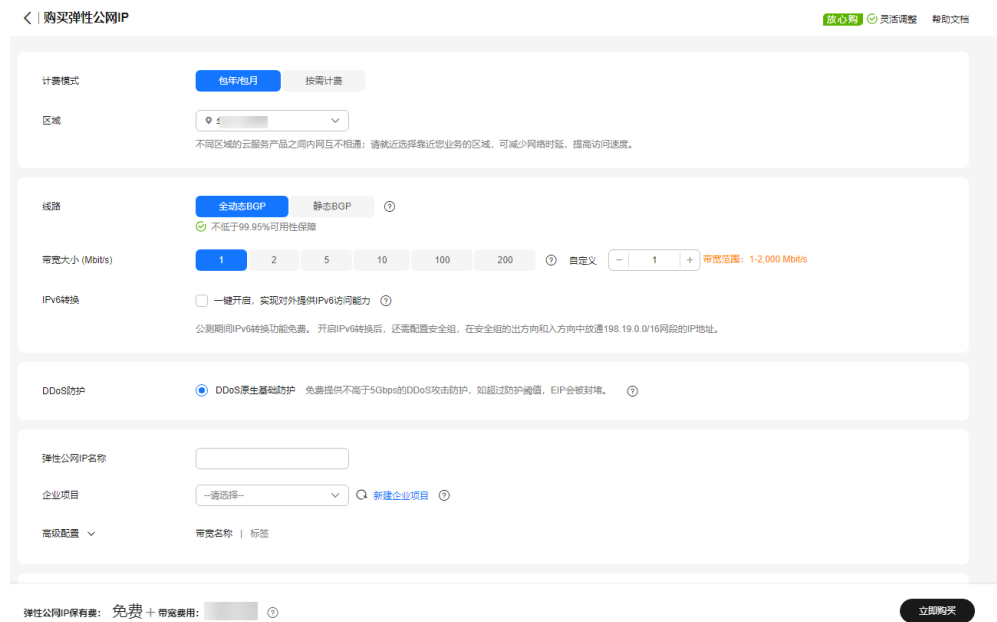 购买弹性公网IP
放心购 灵活调整 帮助文档
计费模式 包年/包月 按需计费
区域
不同区域的云服务产品之间内网互不相通；请就近选择靠近您业务的区域，可减少网络时延，提高访问速度。
线路 全动态BGP 静态BGP
不低于99.95%可用性保障
带宽大小 (Mbit/s) 1 2 5 10 100 200 自定义 − 1 + 带宽范围：1-2,000 Mbit/s
IPv6转换 一键开启，实现对外提供IPv6访问能力
公测期间IPv6转换功能免费。 开启IPv6转换后，还需配置安全组，在安全组的出方向和入方向中放通198.19.0.0/16网段的IP地址。
DDoS防护 DDoS原生基础防护 免费提供不高于5Gbps的DDoS攻击防护，如超过防护阈值，EIP会被封堵。
弹性公网IP名称
企业项目 --请选择-- 新建企业项目
高级配置 带宽名称 | 标签
弹性公网IP保有费： 免费 + 带宽费用： 立即购买